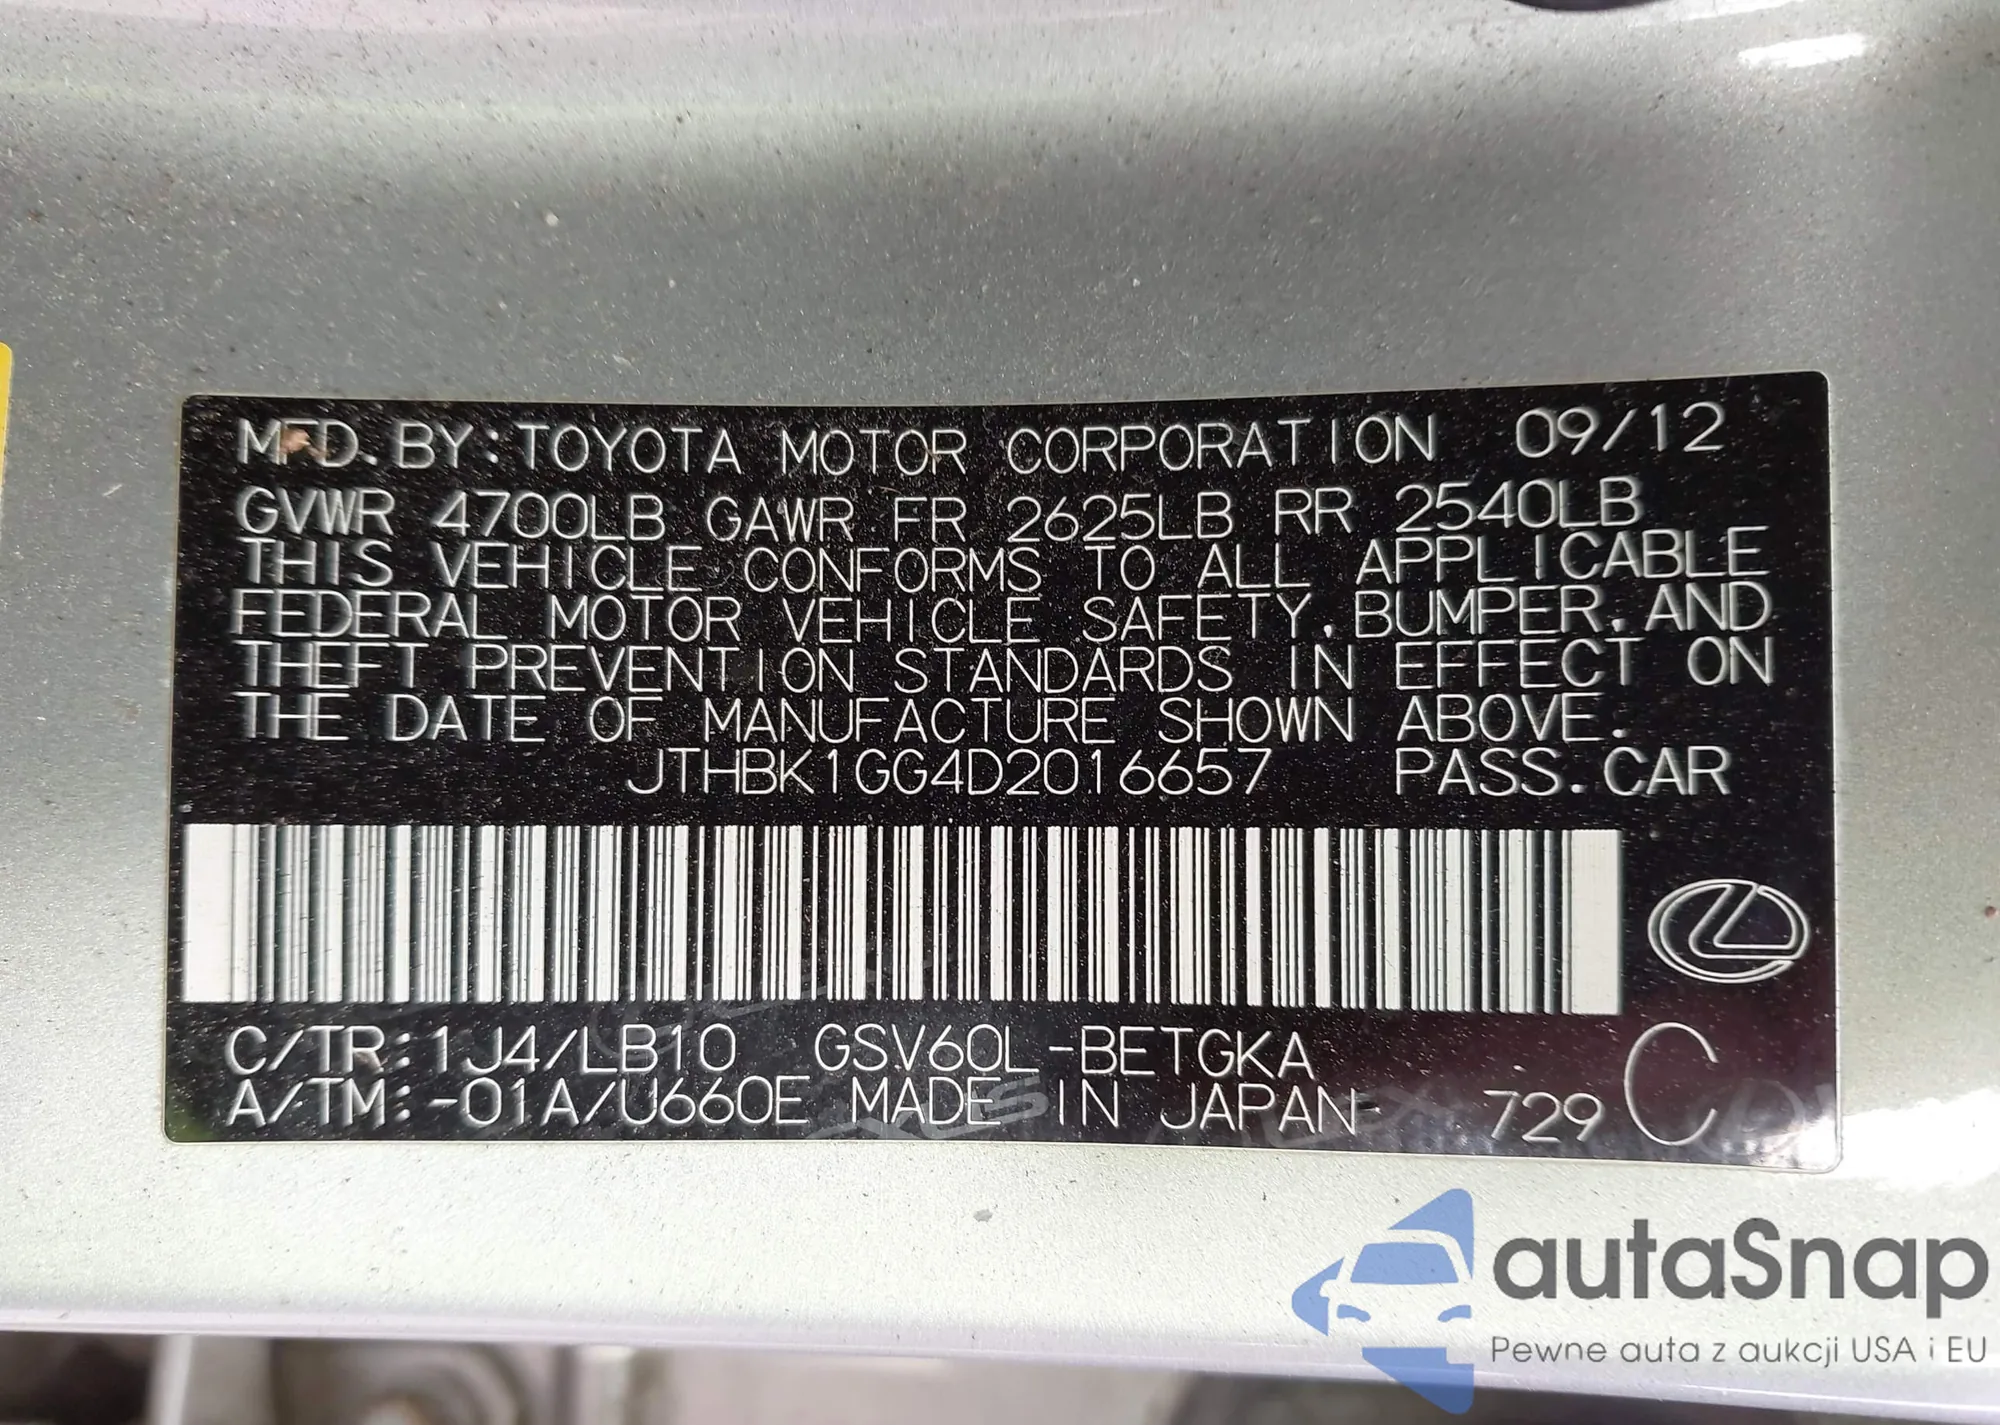 MFD. BY: TOYOTA MOTOR CORPORATION 09/12
GVWR 4700LB GAWR FR 2625LB RR 2540LB
THIS VEHICLE CONFORMS TO ALL APPLICABLE
FEDERAL MOTOR VEHICLE SAFETY, BUMPER, AND
THEFT PREVENTION STANDARDS IN EFFECT ON
THE DATE OF MANUFACTURE SHOWN ABOVE.
JTHBK1GG4D2016657 PASS. CAR
C/TR: 1J4/LB10 GSV60L-BETGKA
A/TM: -01A/U660E MADE IN JAPAN 729 C
autaSnap
Pewne auta z aukcji USA i EU